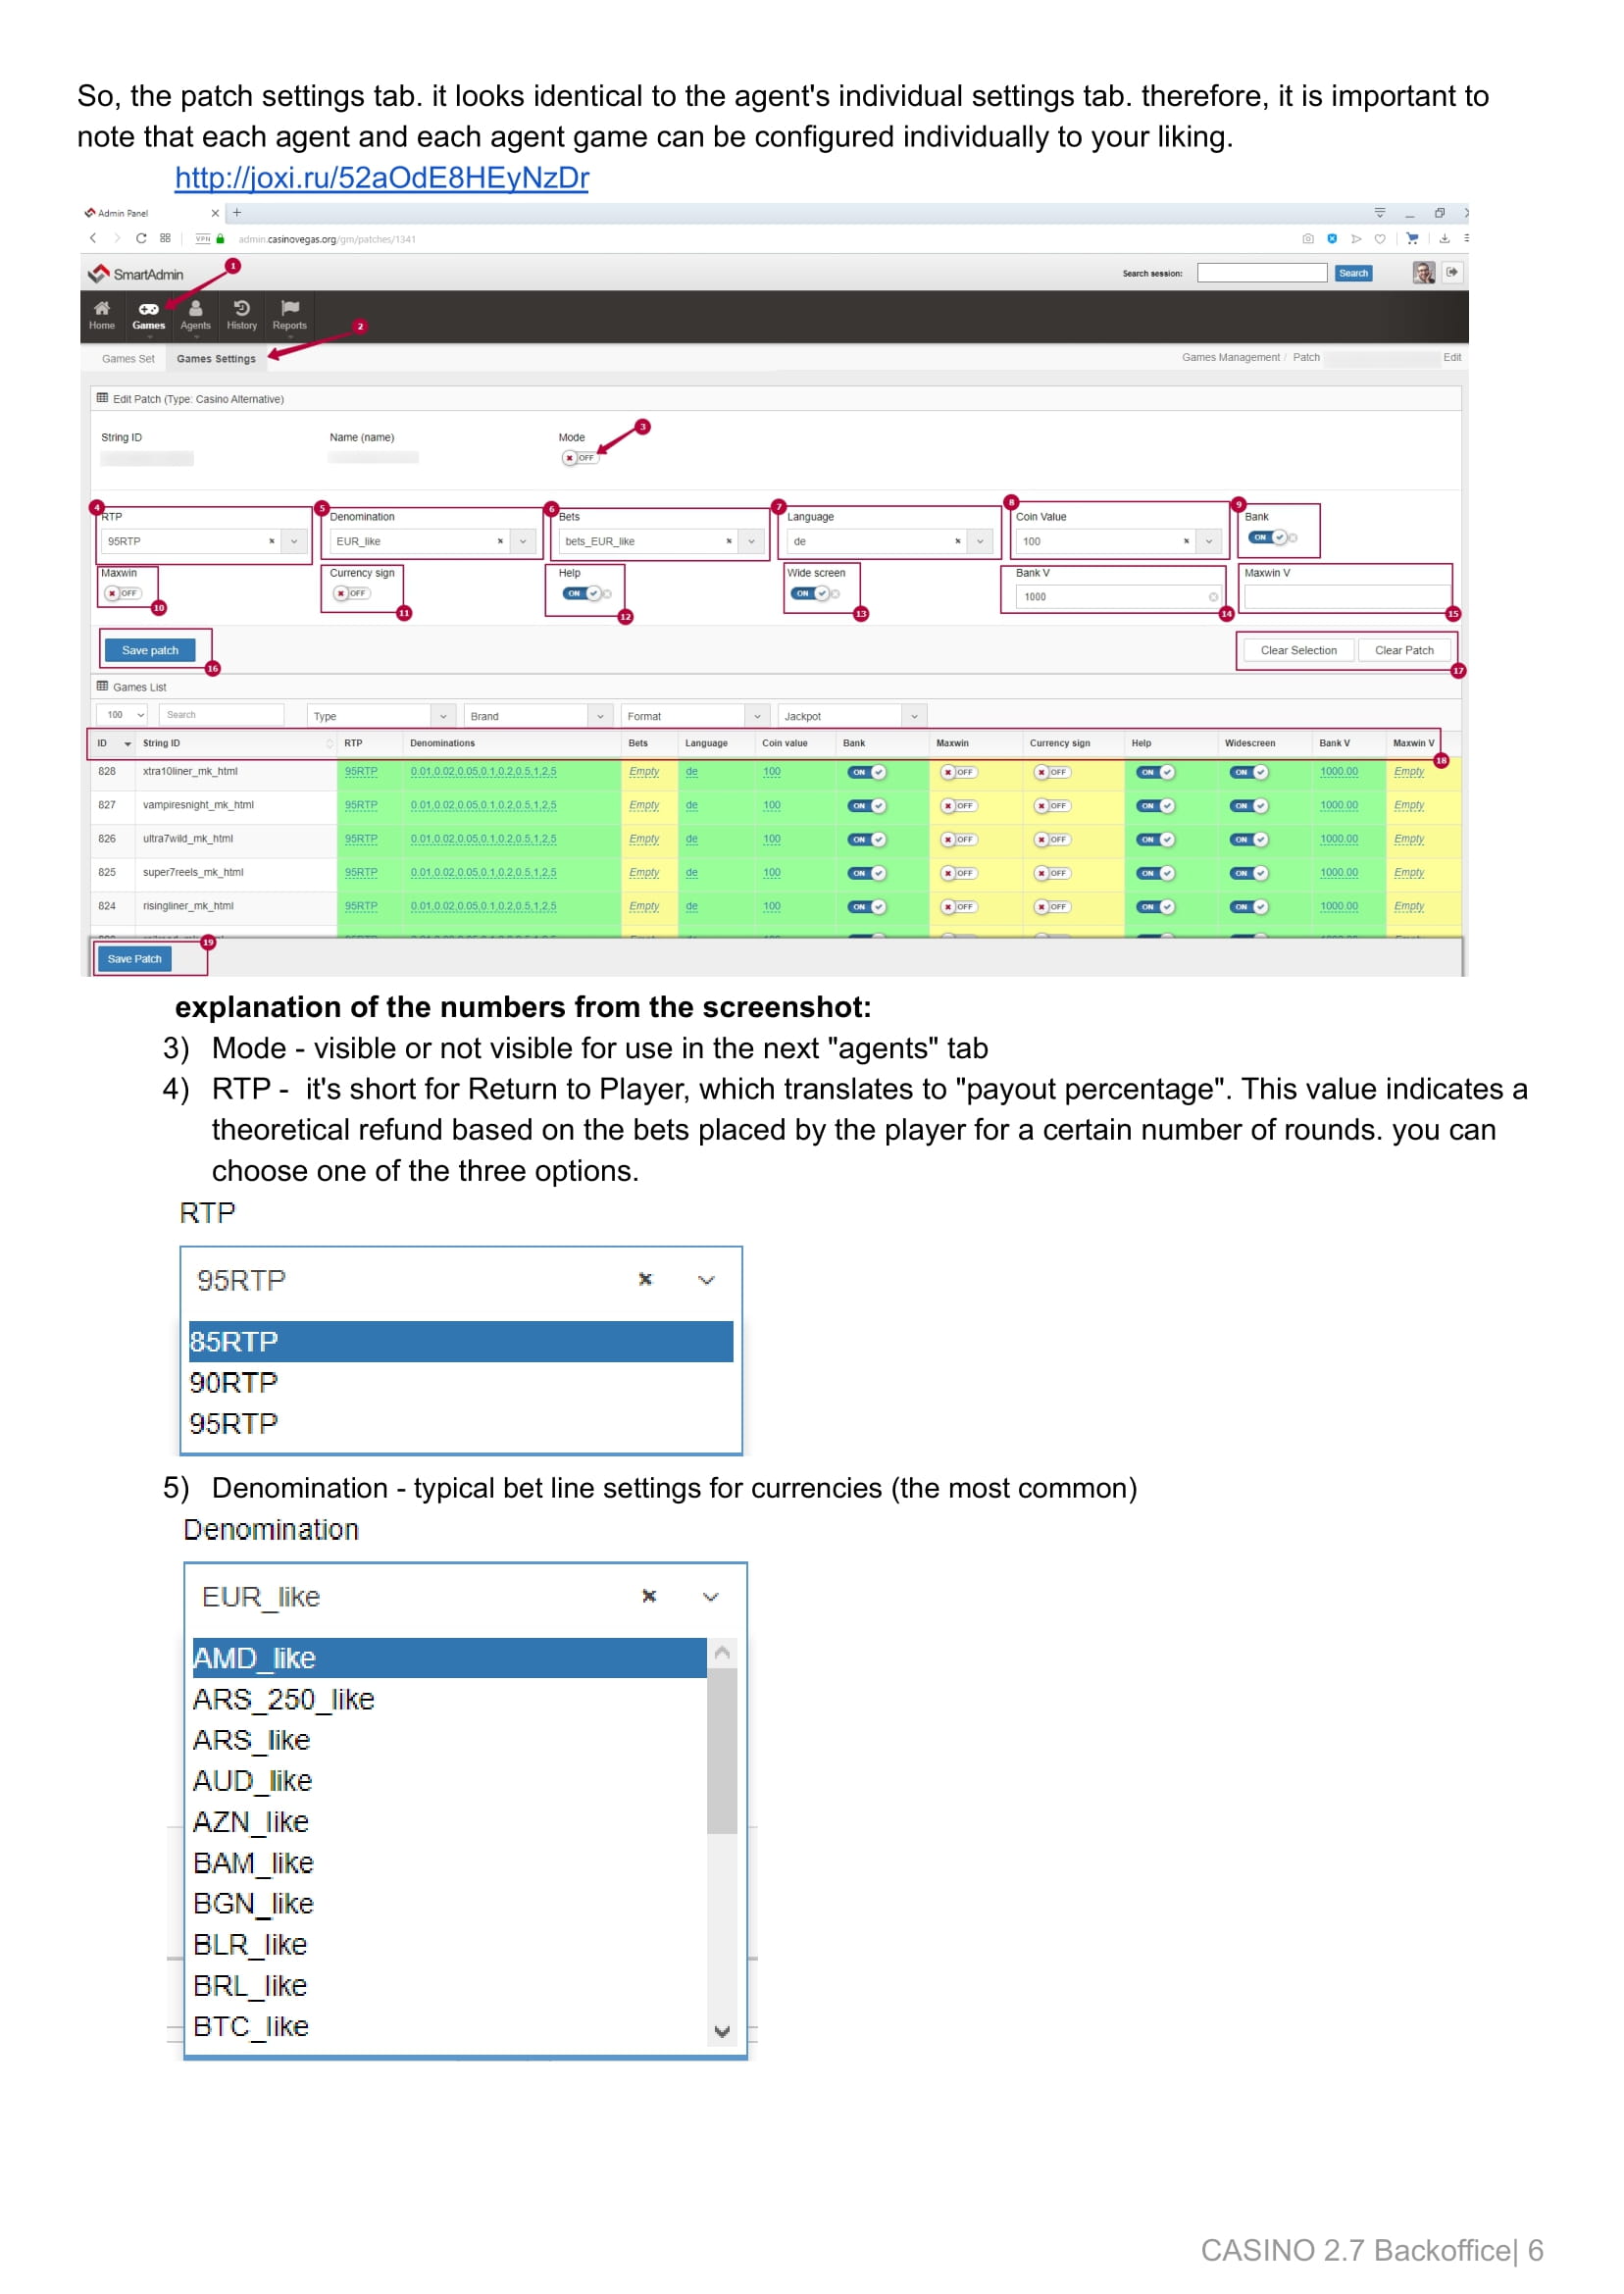 So, the patch settings tab. it looks identical to the agent's individual settings tab. therefore, it is important to
note that each agent and each agent game can be configured individually to your liking.
http://joxi.ru/52aOdE8HEyNzDr
Admin Panel
VPN admin.casinovegas.org/gm/patches/1341
SmartAdmin 1 Search session: Search
Home Games Agents History Reports 2
Games Set Games Settings Games Management / Patch Edit
Edit Patch (Type: Casino Alternative)
String ID Name (name) Mode 3
OFF
4 RTP 5 Denomination 6 Bets 7 Language 8 Coin Value 9 Bank
95RTP EUR_like bets_EUR_like de 100 ON
Maxwin Currency sign Help Wide screen Bank V Maxwin V
OFF OFF ON ON 1000
10 11 12 13 14 15
Save patch Clear Selection Clear Patch
16 17
Games List
100 Search Type Brand Format Jackpot
ID String ID RTP Denominations Bets Language Coin value Bank Maxwin Currency sign Help Widescreen Bank V Maxwin V
18
828 xtra10liner_mk_html 95RTP 0.01,0.02,0.05,0.1,0.2,0.5,1,2,5 Empty de 100 ON OFF OFF ON ON 1000.00 Empty
827 vampiresnight_mk_html 95RTP 0.01,0.02,0.05,0.1,0.2,0.5,1,2,5 Empty de 100 ON OFF OFF ON ON 1000.00 Empty
826 ultra7wild_mk_html 95RTP 0.01,0.02,0.05,0.1,0.2,0.5,1,2,5 Empty de 100 ON OFF OFF ON ON 1000.00 Empty
825 super7reels_mk_html 95RTP 0.01,0.02,0.05,0.1,0.2,0.5,1,2,5 Empty de 100 ON OFF OFF ON ON 1000.00 Empty
824 risingliner_mk_html 95RTP 0.01,0.02,0.05,0.1,0.2,0.5,1,2,5 Empty de 100 ON OFF OFF ON ON 1000.00 Empty
19
Save Patch
explanation of the numbers from the screenshot:
3) Mode - visible or not visible for use in the next "agents" tab
4) RTP - it's short for Return to Player, which translates to "payout percentage". This value indicates a
theoretical refund based on the bets placed by the player for a certain number of rounds. you can
choose one of the three options.
RTP
95RTP
85RTP
90RTP
95RTP
5) Denomination - typical bet line settings for currencies (the most common)
Denomination
EUR_like
AMD_like
ARS_250_like
ARS_like
AUD_like
AZN_like
BAM_like
BGN_like
BLR_like
BRL_like
BTC_like
CASINO 2.7 Backoffice| 6